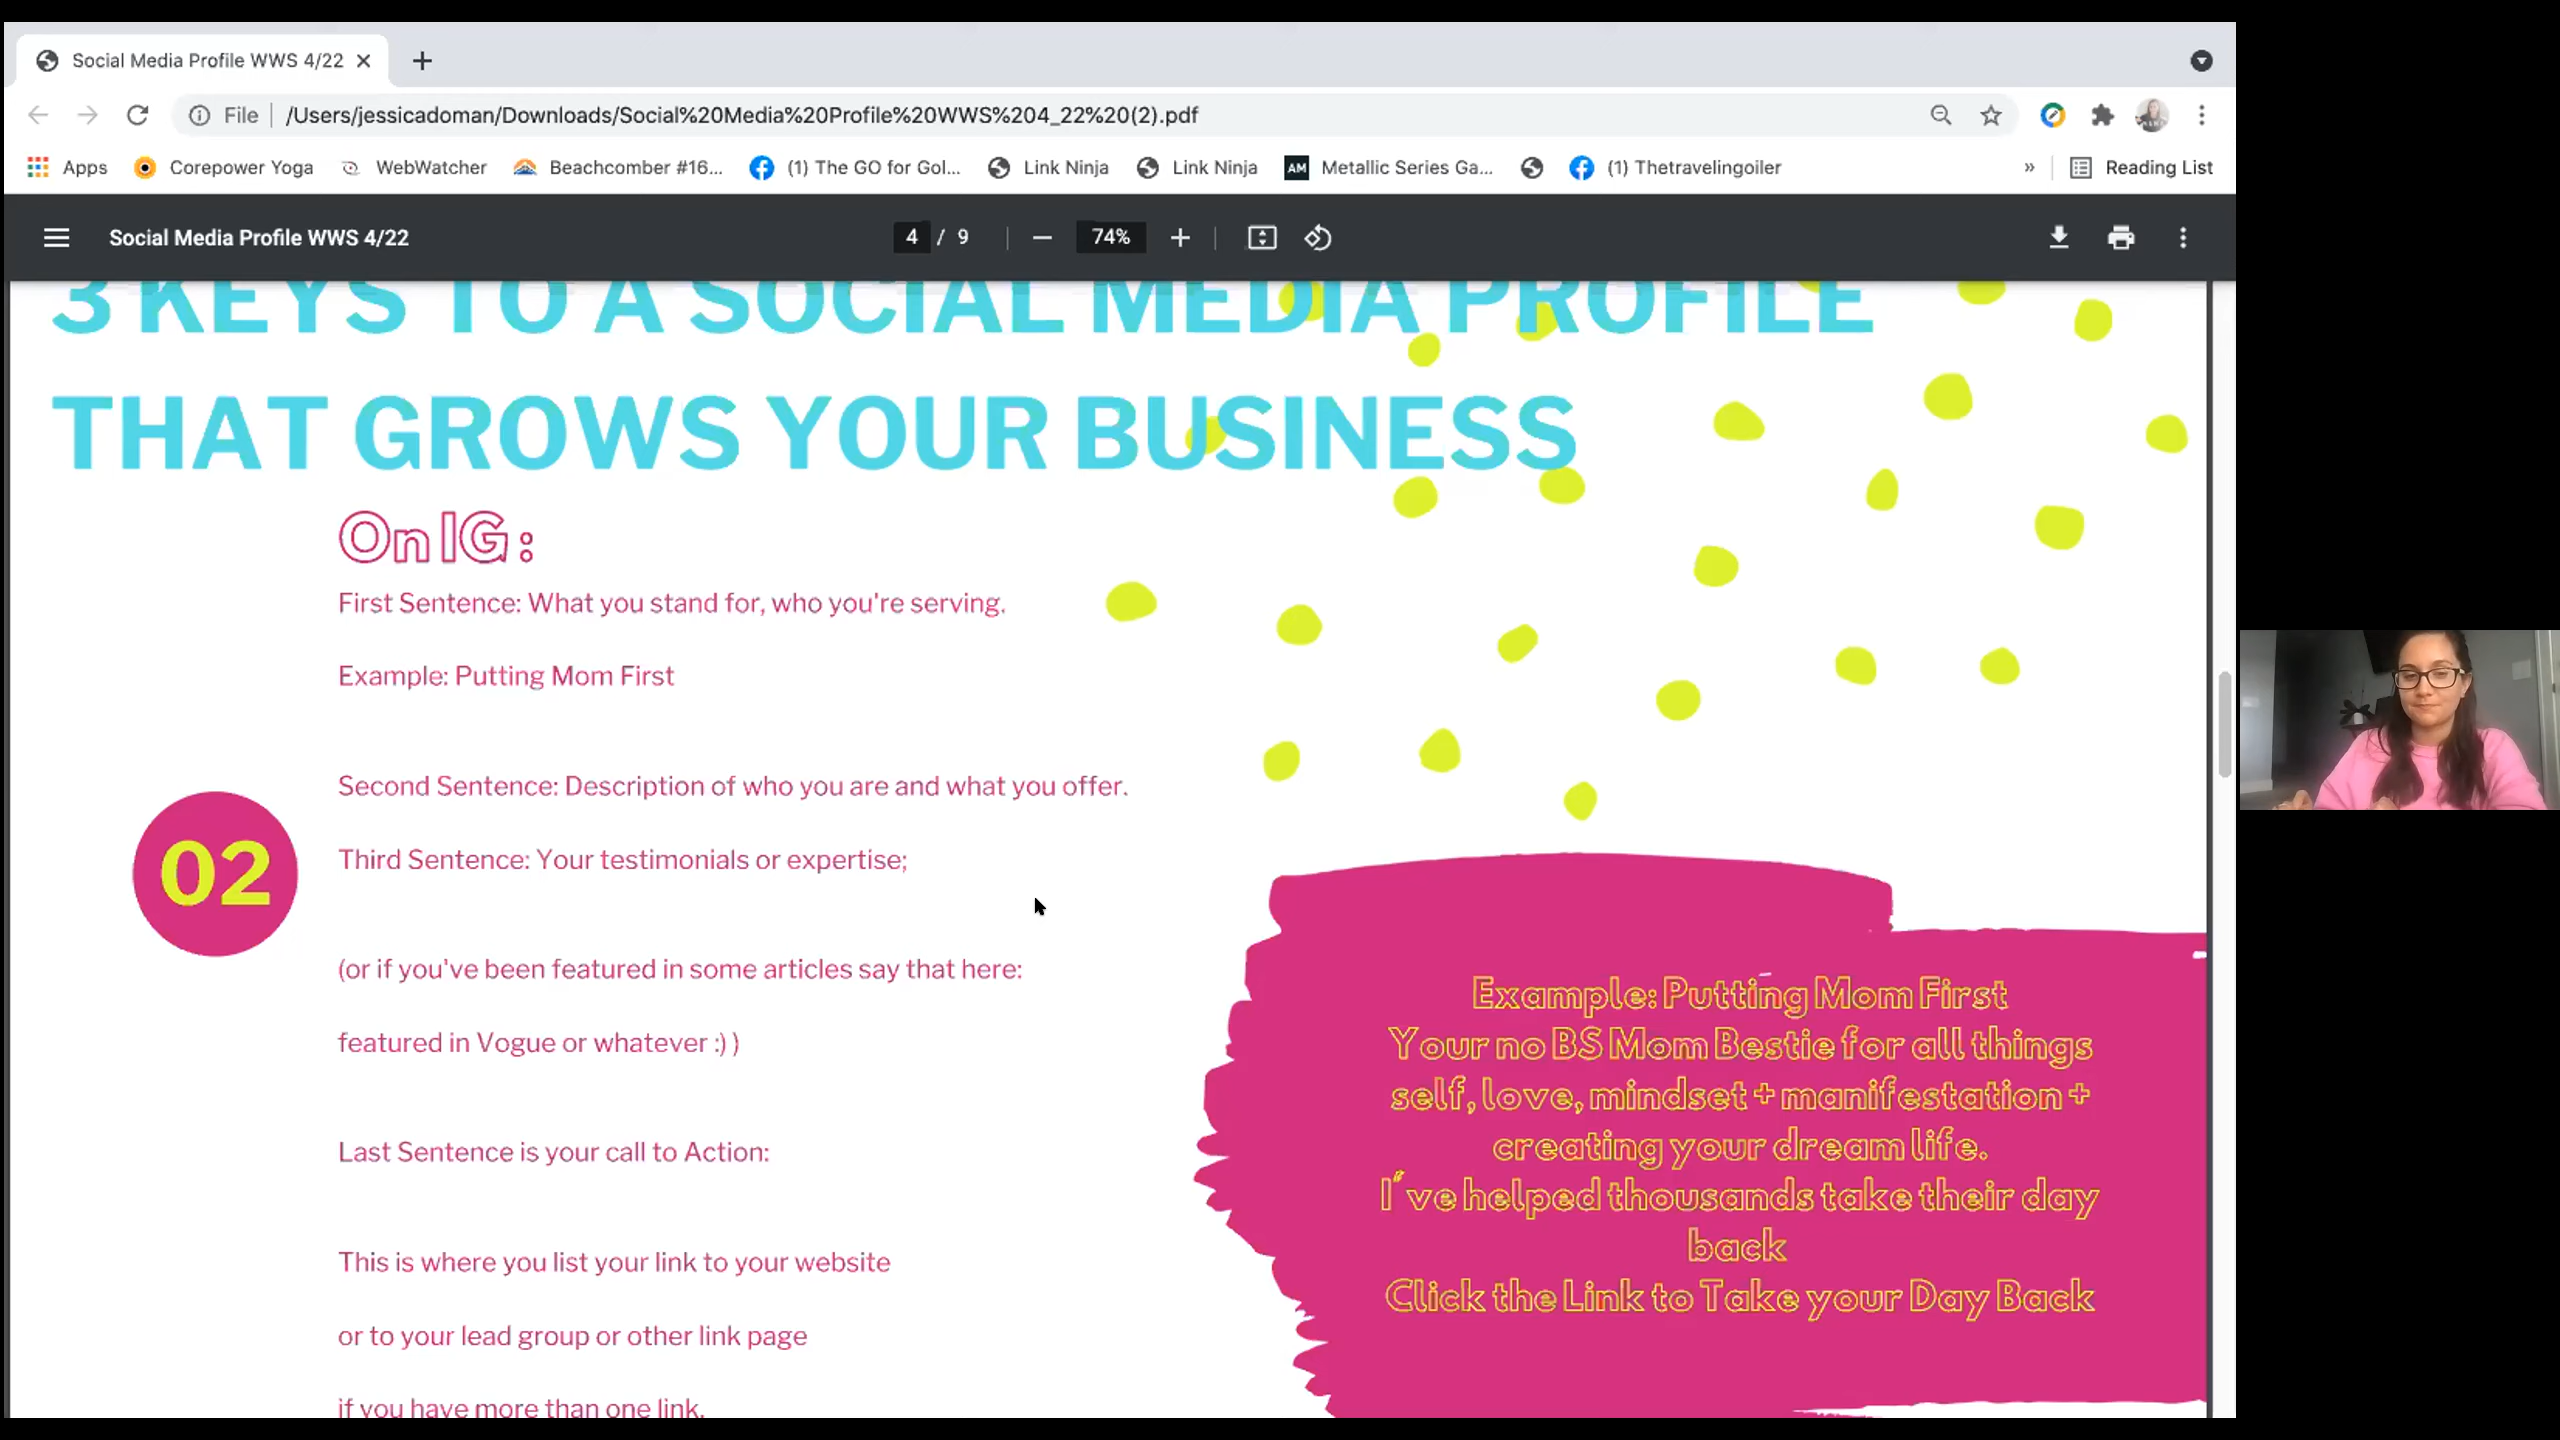 Social Media Profile WWS 4/22
File /Users/jessicadoman/Downloads/Social%20Media%20Profile%20WWS%204_22%20(2).pdf
Apps Corepower Yoga WebWatcher Beachcomber #16... (1) The GO for Gol... Link Ninja Link Ninja AM Metallic Series Ga... (1) Thetravelingoiler » Reading List
Social Media Profile WWS 4/22 4 / 9 74%
3 KEYS TO A SOCIAL MEDIA PROFILE
THAT GROWS YOUR BUSINESS
On IG:
First Sentence: What you stand for, who you're serving.
Example: Putting Mom First
Second Sentence: Description of who you are and what you offer.
Third Sentence: Your testimonials or expertise;
02
(or if you've been featured in some articles say that here:
featured in Vogue or whatever :) )
Last Sentence is your call to Action:
This is where you list your link to your website
or to your lead group or other link page
if you have more than one link.
Example: Putting Mom First
Your no BS Mom Bestie for all things
self, love, mindset + manifestation +
creating your dream life.
I've helped thousands take their day
back
Click the Link to Take your Day Back